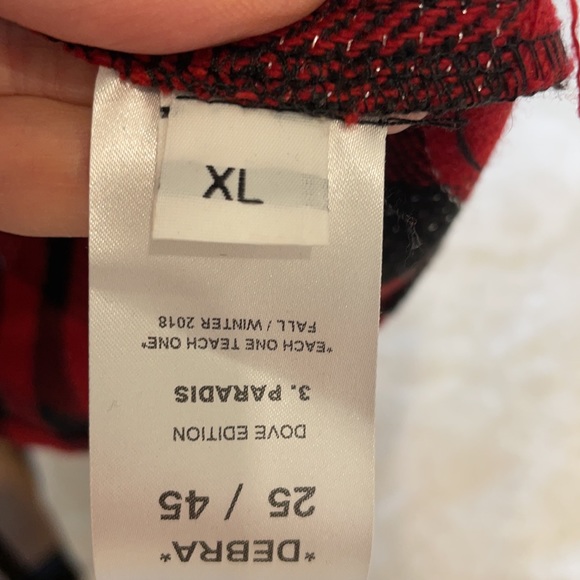 XL
*DEBRA*
25 / 45
DOVE EDITION
3. PARADIS
"EACH ONE TEACH ONE"
FALL / WINTER 2018